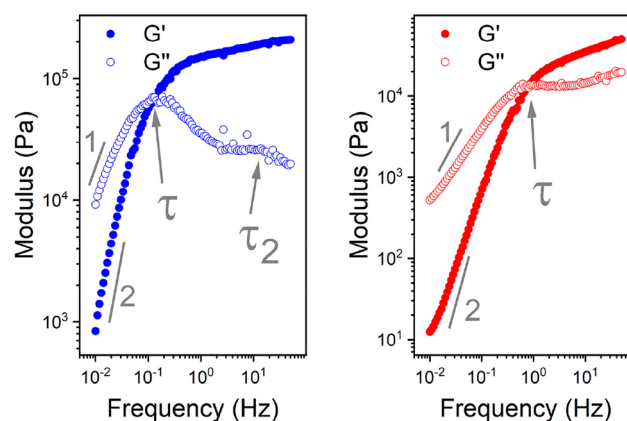 G'
G''
10^5
10^4
10^3
Modulus (Pa)
1
2
τ
τ2
10^-2
10^-1
10^0
10^1
Frequency (Hz)
G'
G''
10^4
10^3
10^2
10^1
Modulus (Pa)
1
2
τ
10^-2
10^-1
10^0
10^1
Frequency (Hz)